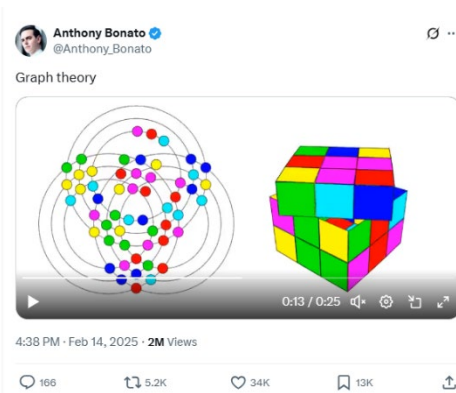 Anthony Bonato
@Anthony_Bonato
Graph theory
0:13 / 0:25
4:38 PM · Feb 14, 2025 · 2M Views
166 5.2K 34K 13K